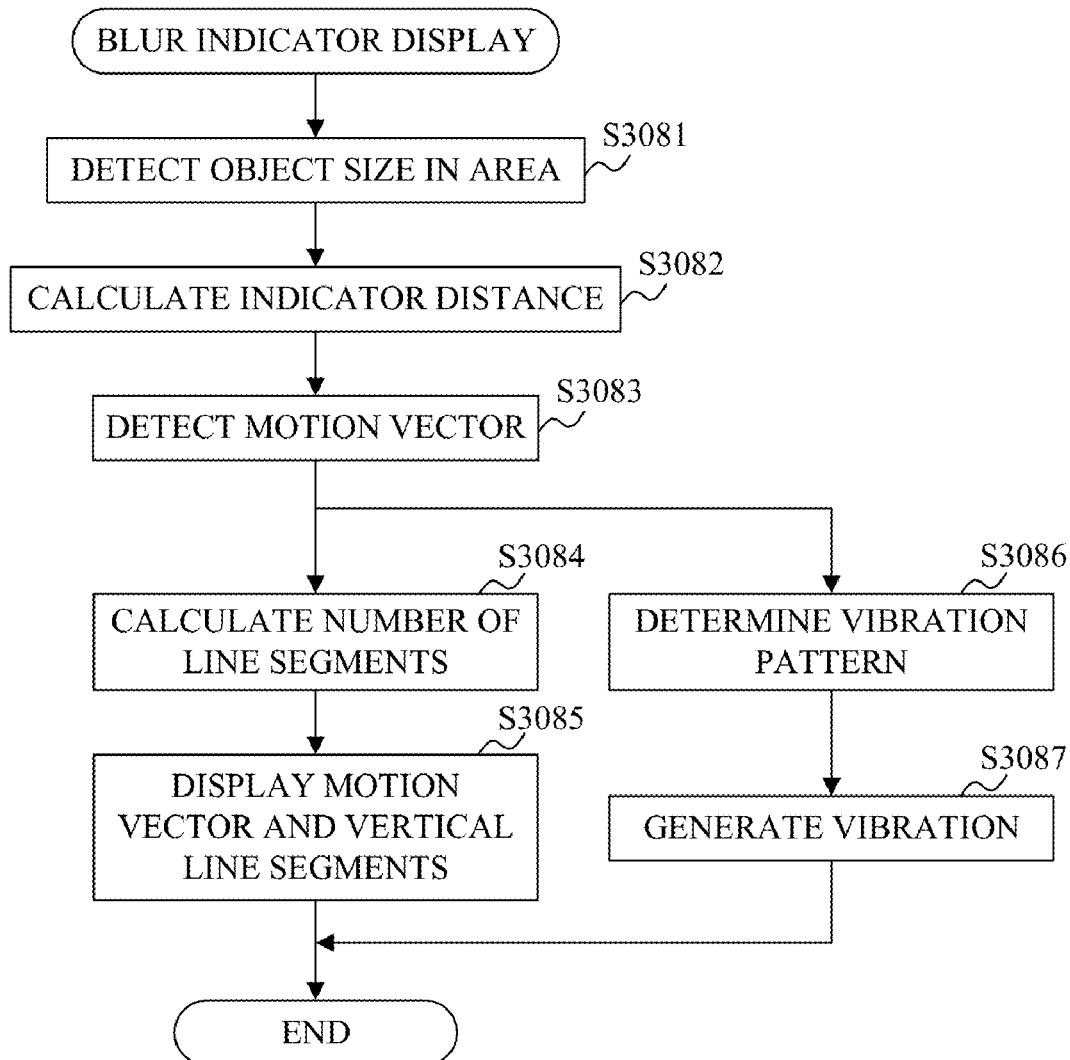 BLUR INDICATOR DISPLAY
S3081
DETECT OBJECT SIZE IN AREA
S3082
CALCULATE INDICATOR DISTANCE
S3083
DETECT MOTION VECTOR
S3084
CALCULATE NUMBER OF
LINE SEGMENTS
S3085
DISPLAY MOTION
VECTOR AND VERTICAL
LINE SEGMENTS
S3086
DETERMINE VIBRATION
PATTERN
S3087
GENERATE VIBRATION
END